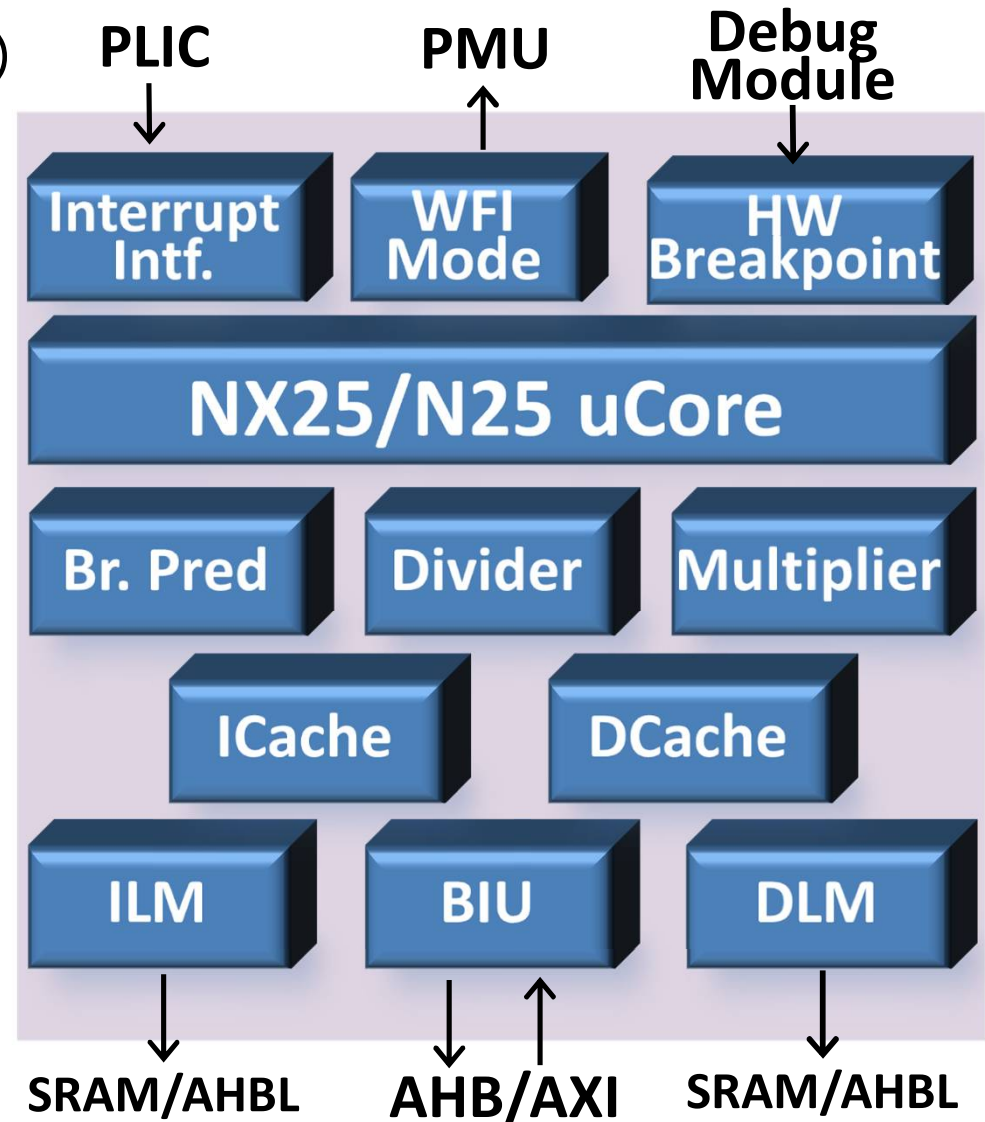 )
PLIC
PMU
Debug
Module
Interrupt
Intf.
WFI
Mode
HW
Breakpoint
NX25/N25 uCore
Br. Pred
Divider
Multiplier
ICache
DCache
ILM
BIU
DLM
SRAM/AHBL
AHB/AXI
SRAM/AHBL